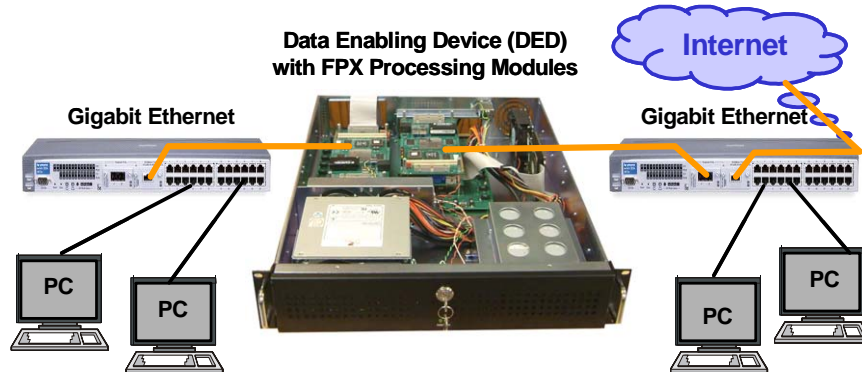 Data Enabling Device (DED)
with FPX Processing Modules
Internet
Gigabit Ethernet
Gigabit Ethernet
PC
PC
PC
PC